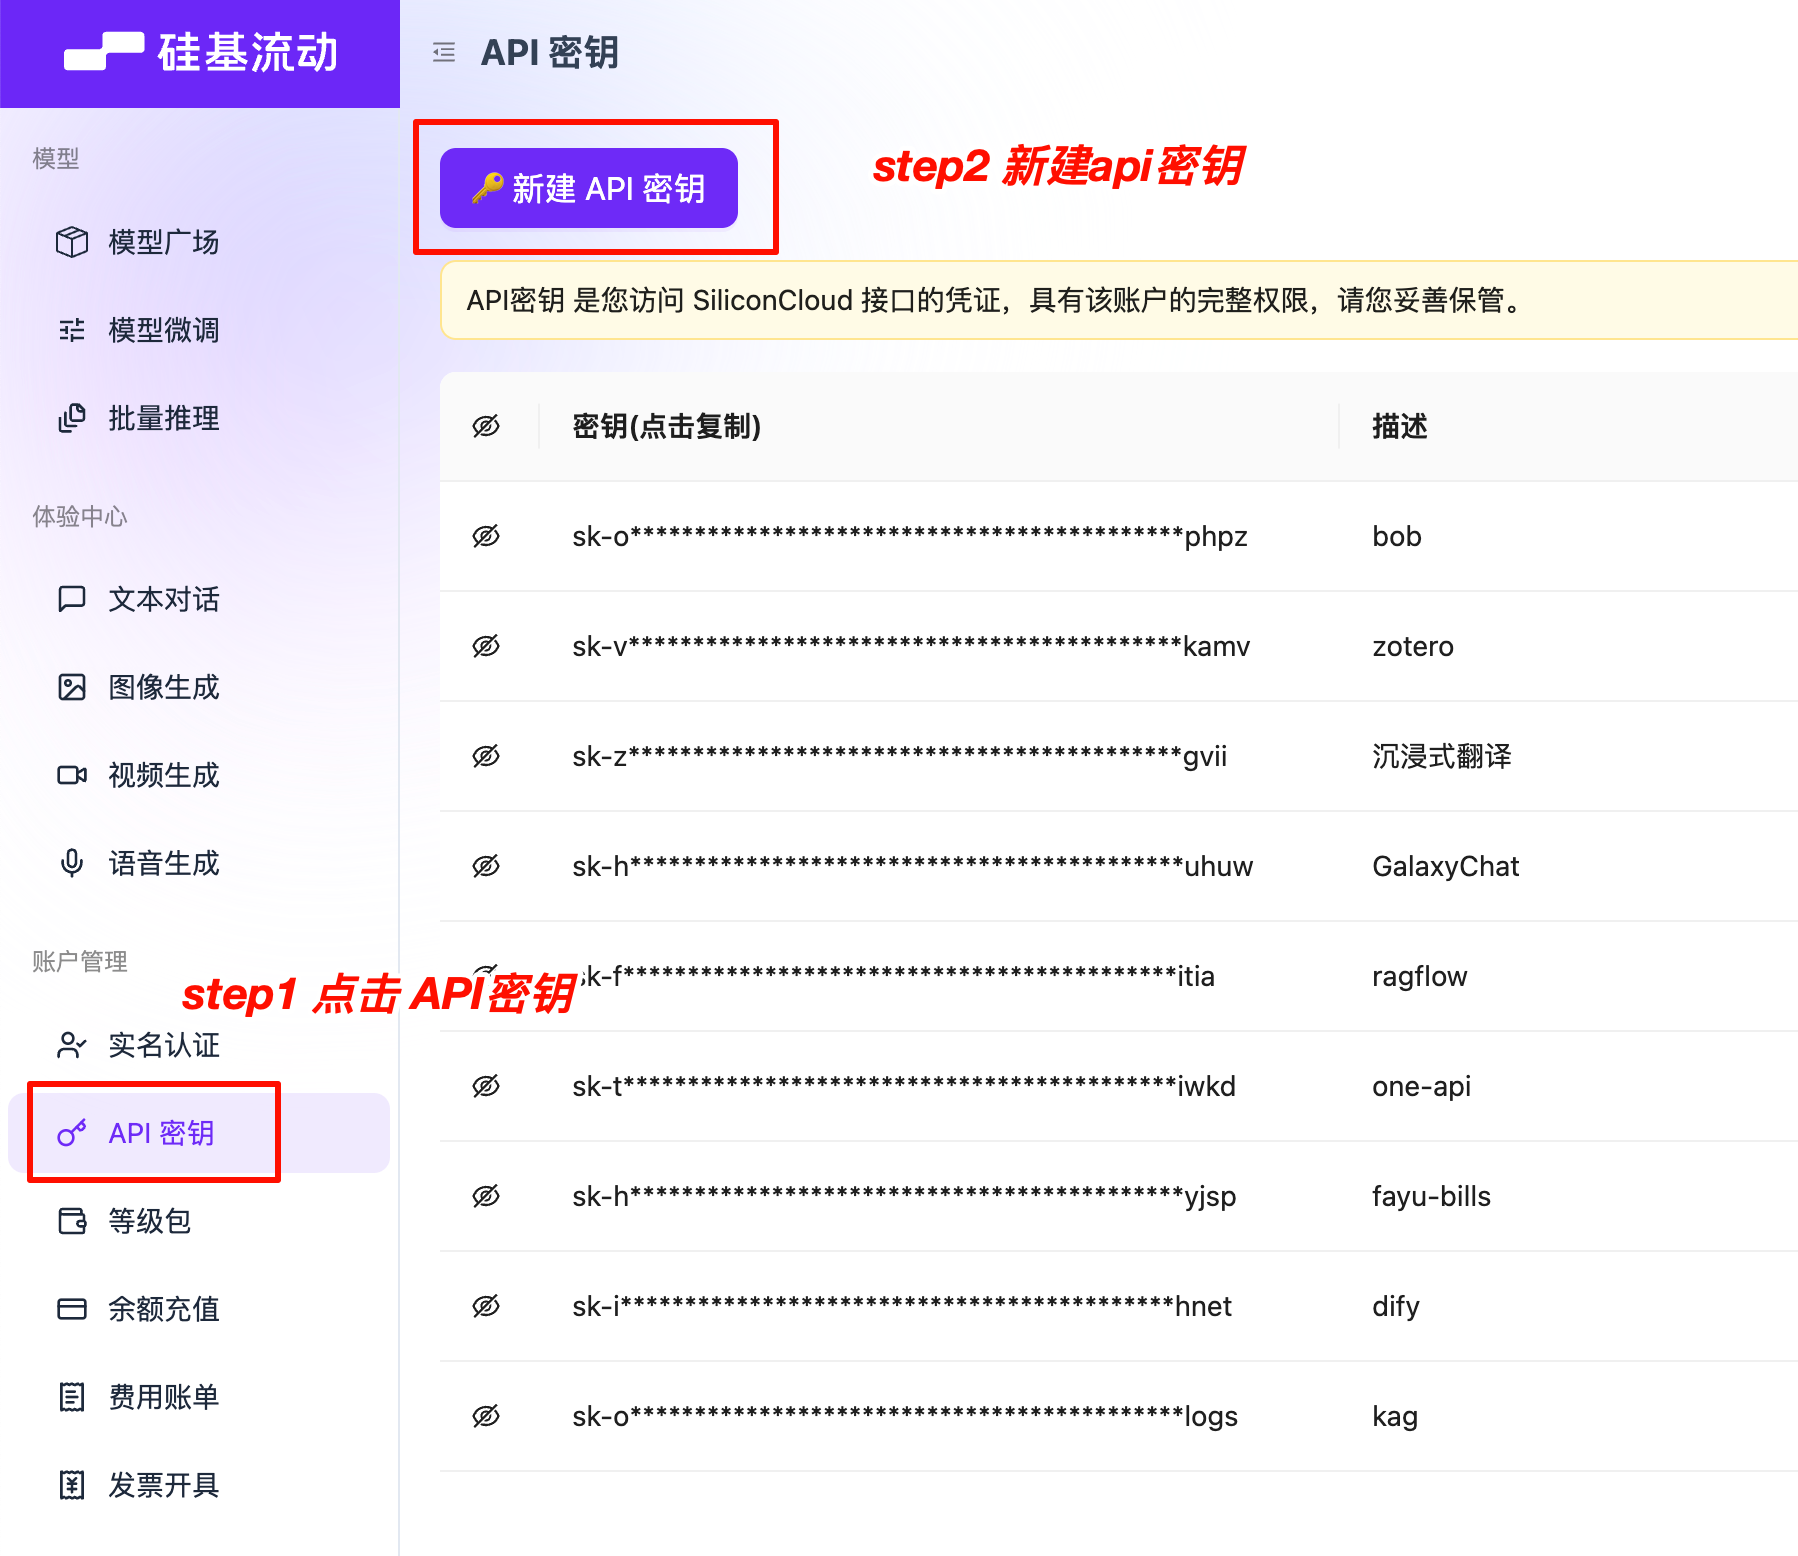 硅基流动
API 密钥
模型
模型广场
模型微调
批量推理
体验中心
文本对话
图像生成
视频生成
语音生成
账户管理
step1 点击 API密钥
实名认证
API 密钥
等级包
余额充值
费用账单
发票开具
新建 API 密钥
step2 新建api密钥
API密钥 是您访问 SiliconCloud 接口的凭证，具有该账户的完整权限，请您妥善保管。
密钥(点击复制) 描述
sk-o********************************************phpz bob
sk-v********************************************kamv zotero
sk-z********************************************gvii 沉浸式翻译
sk-h********************************************uhuw GalaxyChat
sk-f********************************************itia ragflow
sk-t********************************************iwkd one-api
sk-h********************************************yjsp fayu-bills
sk-i********************************************hnet dify
sk-o********************************************logs kag